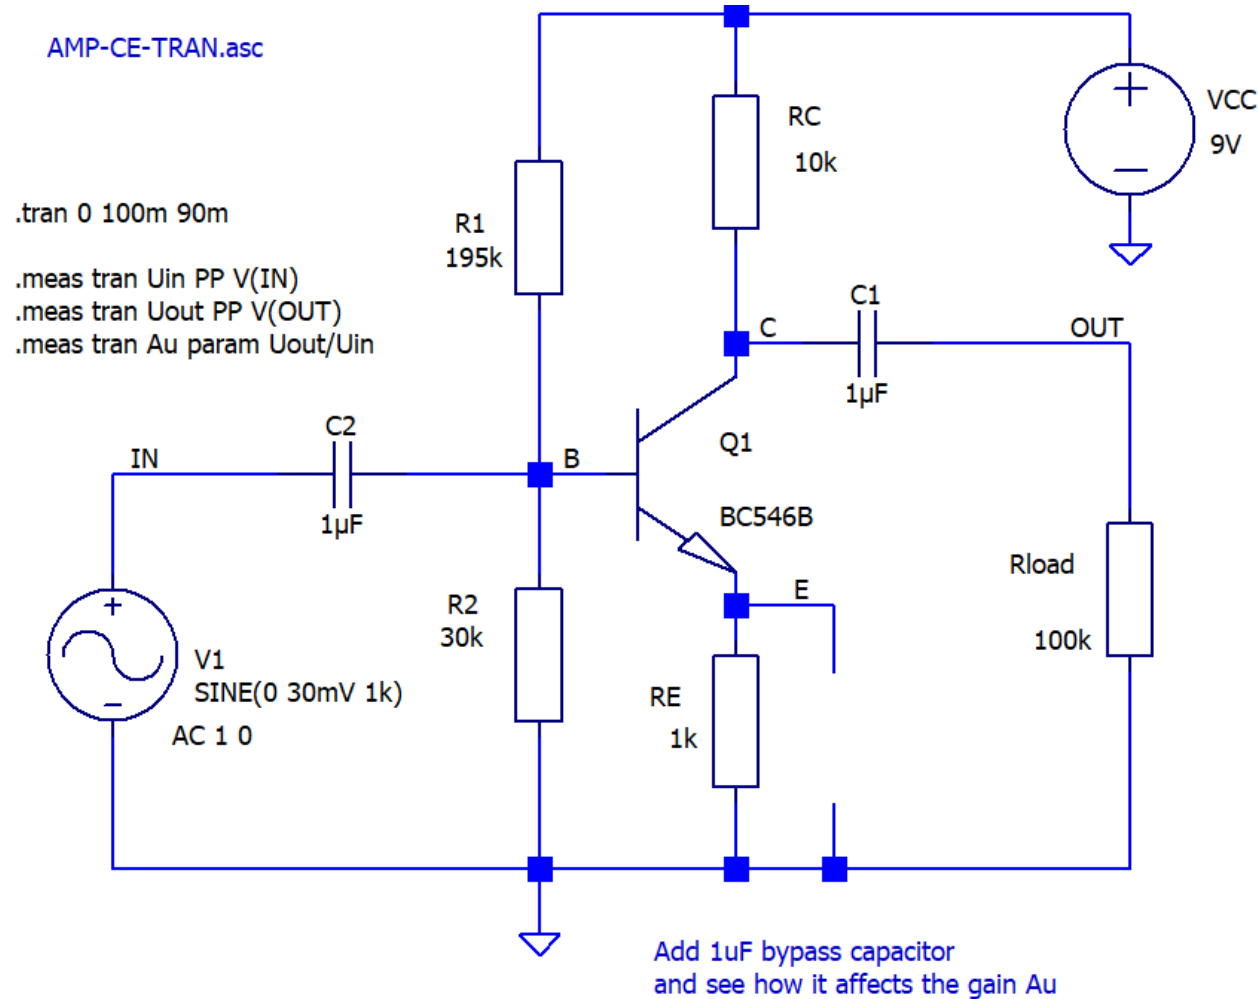 AMP-CE-TRAN.asc
.tran 0 100m 90m
.meas tran Uin PP V(IN)
.meas tran Uout PP V(OUT)
.meas tran Au param Uout/Uin
RC
10k
VCC
9V
R1
195k
C
C1
1µF
OUT
IN
C2
1µF
B
Q1
BC546B
E
R2
30k
RE
1k
Rload
100k
V1
SINE(0 30mV 1k)
AC 1 0
Add 1uF bypass capacitor
and see how it affects the gain Au